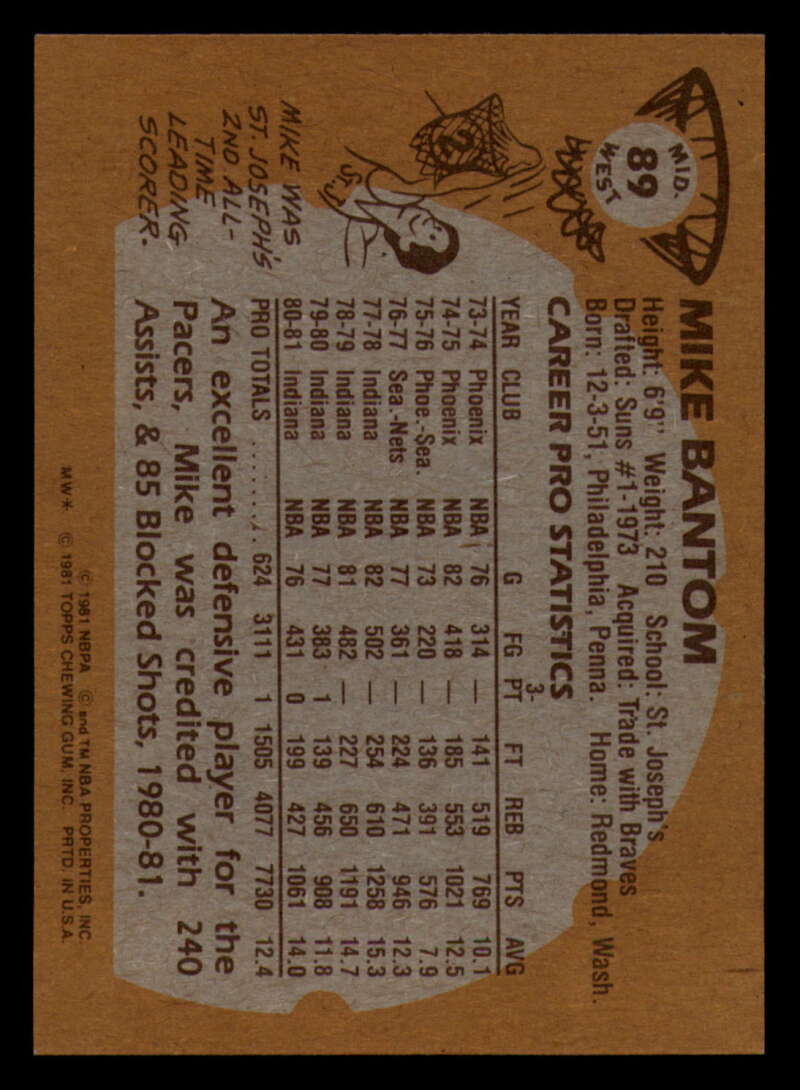 MID.
89
WEST
MIKE BANTOM
Height: 6'9" Weight: 210 School: St. Joseph's
Drafted: Suns #1-1973 Acquired: Trade with Braves
Born: 12-3-51, Philadelphia, Penna. Home: Redmond, Wash.
CAREER PRO STATISTICS
YEAR CLUB G FG 3-PT FT REB PTS AVG
73-74 Phoenix NBA 76 314 — 141 519 769 10.1
74-75 Phoenix NBA 82 418 — 185 553 1021 12.5
75-76 Phoe.-Sea. NBA 73 220 — 136 391 576 7.9
76-77 Sea.-Nets NBA 77 361 — 224 471 946 12.3
77-78 Indiana NBA 82 502 — 254 610 1258 15.3
78-79 Indiana NBA 81 482 — 227 650 1191 14.7
79-80 Indiana NBA 77 383 1 139 456 908 11.8
80-81 Indiana NBA 76 431 0 199 427 1061 14.0
PRO TOTALS ......... 624 3111 1 1505 4077 7730 12.4
An excellent defensive player for the
Pacers, Mike was credited with 240
Assists, & 85 Blocked Shots, 1980-81.
MIKE WAS
ST. JOSEPH'S
2ND ALL-
TIME
LEADING
SCORER.
ST. J.
© 1981 NBPA © and TM NBA PROPERTIES, INC.
MW* © 1981 TOPPS CHEWING GUM, INC. PRTD. IN U.S.A.